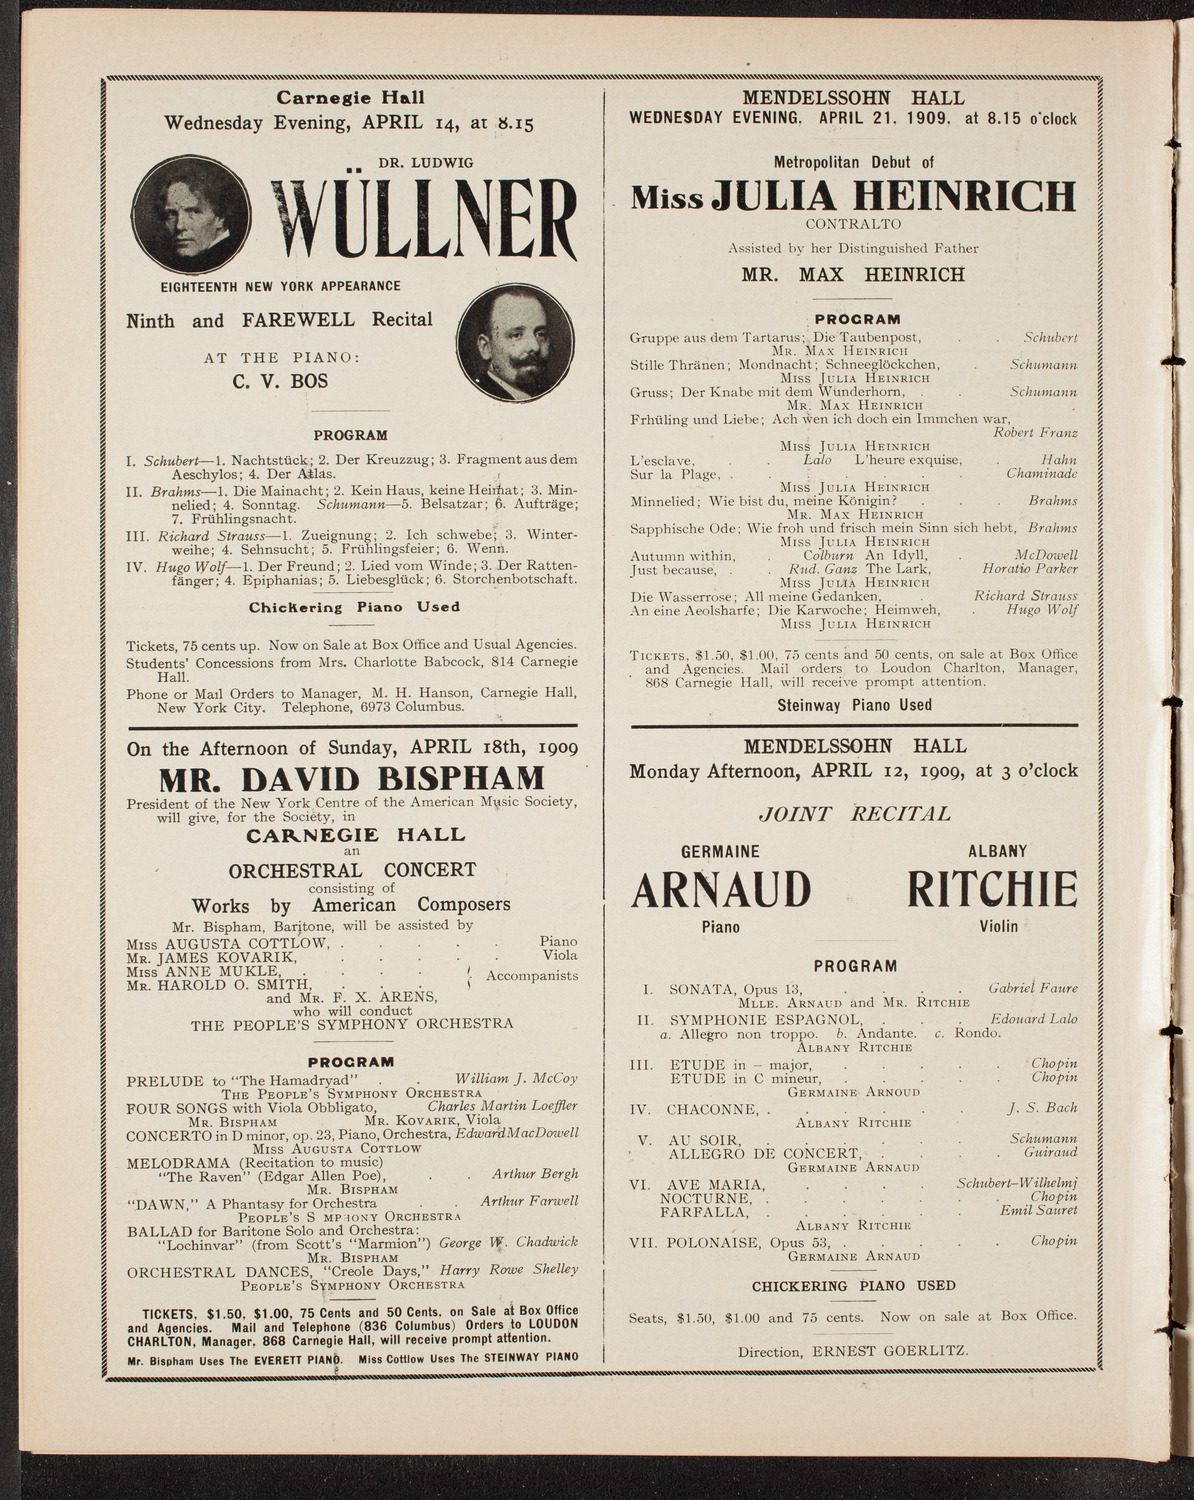 Carnegie Hall
Wednesday Evening, APRIL 14, at 8.15
DR. LUDWIG
WÜLLNER
EIGHTEENTH NEW YORK APPEARANCE
Ninth and FAREWELL Recital
AT THE PIANO:
C. V. BOS
PROGRAM
I. Schubert—1. Nachtstück; 2. Der Kreuzzug; 3. Fragment aus dem
Aeschylos; 4. Der Atlas.
II. Brahms—1. Die Mainacht; 2. Kein Haus, keine Heimat; 3. Min-
nelied; 4. Sonntag. Schumann—5. Belsatzar; 6. Aufträge;
7. Frühlingsnacht.
III. Richard Strauss—1. Zueignung; 2. Ich schwebe; 3. Winter-
weihe; 4. Sehnsucht; 5. Frühlingsfeier; 6. Wenn.
IV. Hugo Wolf—1. Der Freund; 2. Lied vom Winde; 3. Der Ratten-
fänger; 4. Epiphanias; 5. Liebesglück; 6. Storchenbotschaft.
Chickering Piano Used
Tickets, 75 cents up. Now on Sale at Box Office and Usual Agencies.
Students' Concessions from Mrs. Charlotte Babcock, 814 Carnegie
Hall.
Phone or Mail Orders to Manager, M. H. Hanson, Carnegie Hall,
New York City. Telephone, 6973 Columbus.
On the Afternoon of Sunday, APRIL 18th, 1909
MR. DAVID BISPHAM
President of the New York Centre of the American Music Society,
will give, for the Society, in
CARNEGIE HALL
an
ORCHESTRAL CONCERT
consisting of
Works by American Composers
Mr. Bispham, Baritone, will be assisted by
Miss AUGUSTA COTTLOW, . . . . . Piano
Mr. JAMES KOVARIK, . . . . . Viola
Miss ANNE MUKLE, . . . . } Accompanists
Mr. HAROLD O. SMITH, . . .
and Mr. F. X. ARENS,
who will conduct
THE PEOPLE'S SYMPHONY ORCHESTRA
PROGRAM
PRELUDE to "The Hamadryad" . . William J. McCoy
The People's Symphony Orchestra
FOUR SONGS with Viola Obbligato, Charles Martin Loeffler
Mr. Bispham Mr. Kovarik, Viola
CONCERTO in D minor, op. 23, Piano, Orchestra, Edward MacDowell
Miss Augusta Cottlow
MELODRAMA (Recitation to music)
"The Raven" (Edgar Allen Poe), . . Arthur Bergh
Mr. Bispham
"DAWN," A Phantasy for Orchestra . . Arthur Farwell
People's S mphony Orchestra
BALLAD for Baritone Solo and Orchestra:
"Lochinvar" (from Scott's "Marmion") George W. Chadwick
Mr. Bispham
ORCHESTRAL DANCES, "Creole Days," Harry Rowe Shelley
People's Symphony Orchestra
TICKETS, $1.50, $1.00, 75 Cents and 50 Cents, on Sale at Box Office
and Agencies. Mail and Telephone (836 Columbus) Orders to LOUDON
CHARLTON, Manager, 868 Carnegie Hall, will receive prompt attention.
Mr. Bispham Uses The EVERETT PIANO. Miss Cottlow Uses The STEINWAY PIANO
MENDELSSOHN HALL
WEDNESDAY EVENING, APRIL 21, 1909, at 8.15 o'clock
Metropolitan Debut of
Miss JULIA HEINRICH
CONTRALTO
Assisted by her Distinguished Father
MR. MAX HEINRICH
PROGRAM
Gruppe aus dem Tartarus; Die Taubenpost, . . Schubert
Mr. Max Heinrich
Stille Thränen; Mondnacht; Schneeglöckchen, . Schumann
Miss Julia Heinrich
Gruss; Der Knabe mit dem Wunderhorn, . . Schumann
Mr. Max Heinrich
Frhüling und Liebe; Ach wen ich doch ein Immchen war,
Robert Franz
Miss Julia Heinrich
L'esclave, . . Lalo L'heure exquise, . Hahn
Sur la Plage, . . . . . . Chaminade
Miss Julia Heinrich
Minnelied; Wie bist du, meine Königin? . . Brahms
Mr. Max Heinrich
Sapphische Ode; Wie froh und frisch mein Sinn sich hebt, Brahms
Miss Julia Heinrich
Autumn within, . Colburn An Idyll, . McDowell
Just because, . . Rud. Ganz The Lark, Horatio Parker
Miss Julia Heinrich
Die Wasserrose; All meine Gedanken, . Richard Strauss
An eine Aeolsharfe; Die Karwoche; Heimweh, . Hugo Wolf
Miss Julia Heinrich
Tickets, $1.50, $1.00, 75 cents and 50 cents, on sale at Box Office
and Agencies. Mail orders to Loudon Charlton, Manager,
868 Carnegie Hall, will receive prompt attention.
Steinway Piano Used
MENDELSSOHN HALL
Monday Afternoon, APRIL 12, 1909, at 3 o'clock
JOINT RECITAL
GERMAINE ALBANY
ARNAUD RITCHIE
Piano Violin
PROGRAM
I. SONATA, Opus 13, . . . . Gabriel Faure
Mlle. Arnaud and Mr. Ritchie
II. SYMPHONIE ESPAGNOL, . . . Edouard Lalo
a. Allegro non troppo. b. Andante. c. Rondo.
Albany Ritchie
III. ETUDE in – major, . . . . . Chopin
ETUDE in C mineur, . . . . . Chopin
Germaine Arnoud
IV. CHACONNE, . . . . . . J. S. Bach
Albany Ritchie
V. AU SOIR, . . . . . . Schumann
ALLEGRO DE CONCERT, . . . . Guiraud
Germaine Arnaud
VI. AVE MARIA, . . . . Schubert–Wilhelmj
NOCTURNE, . . . . . . . Chopin
FARFALLA, . . . . . . Emil Sauret
Albany Ritchie
VII. POLONAISE, Opus 53, . . . . . Chopin
Germaine Arnaud
CHICKERING PIANO USED
Seats, $1.50, $1.00 and 75 cents. Now on sale at Box Office.
Direction, ERNEST GOERLITZ.